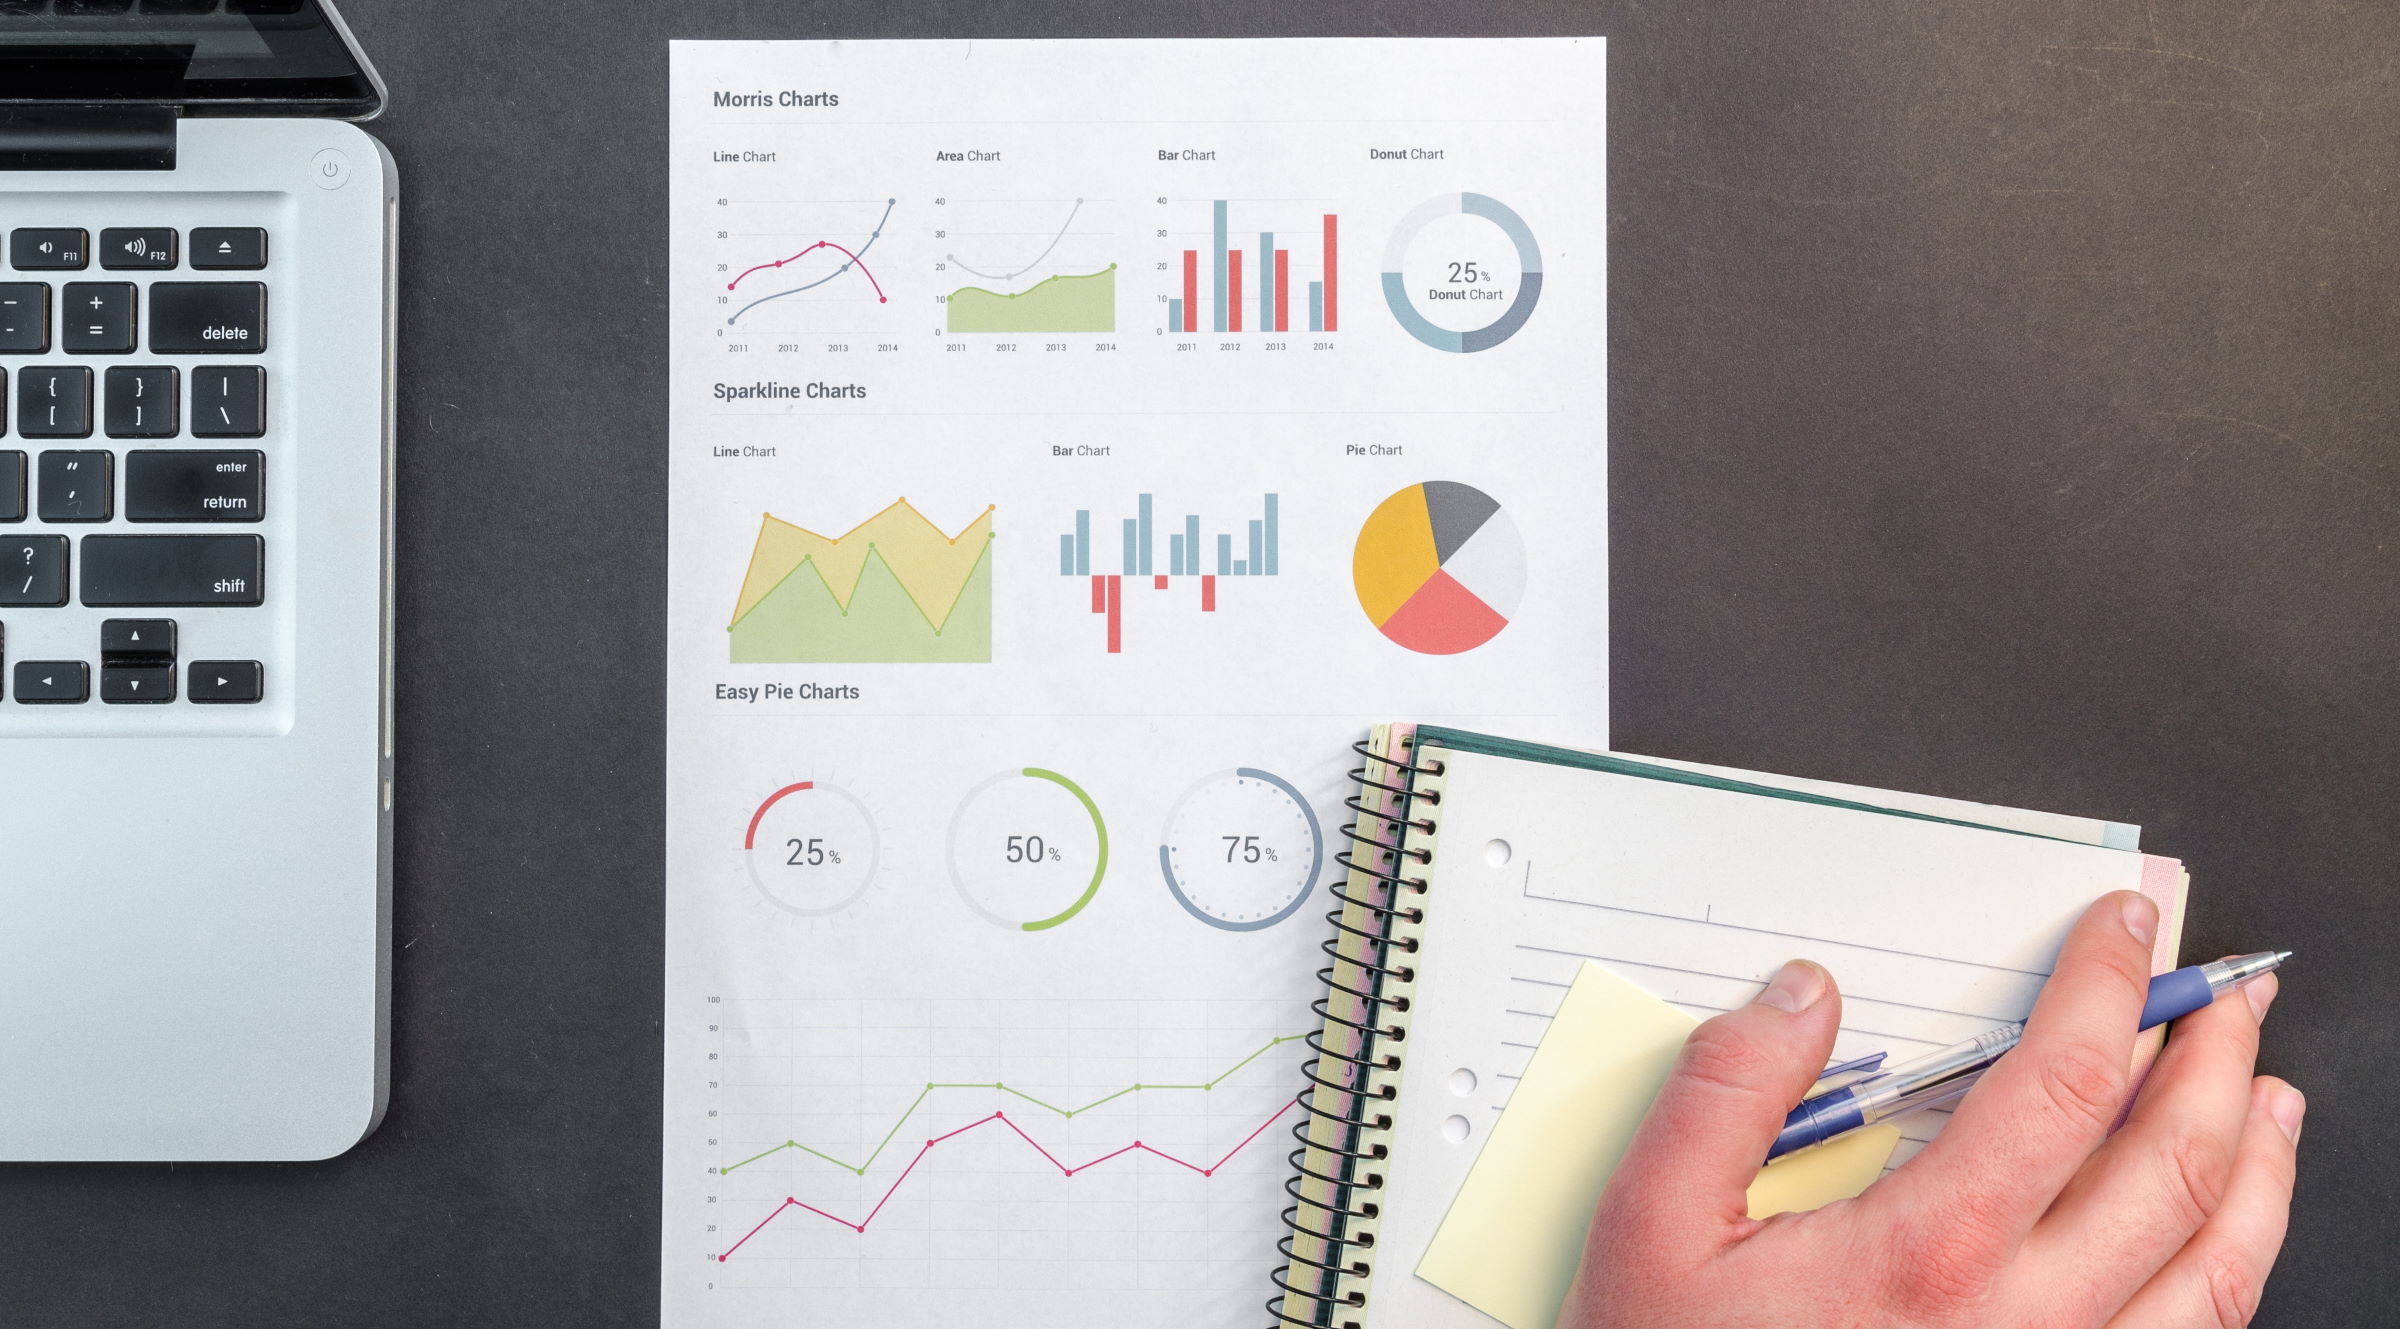 Morris Charts
Line Chart
Area Chart
Bar Chart
Donut Chart
40
30
20
10
0
2011 2012 2013 2014
40
30
20
10
0
2011 2012 2013 2014
40
30
20
10
0
2011 2012 2013 2014
25 %
Donut Chart
Sparkline Charts
Line Chart
Bar Chart
Pie Chart
Easy Pie Charts
25 %
50 %
75 %
100
90
80
70
60
50
40
30
20
10
0
F11
F12
- + delete
- =
{ } |
[ ] \
" enter
' return
? shift
/